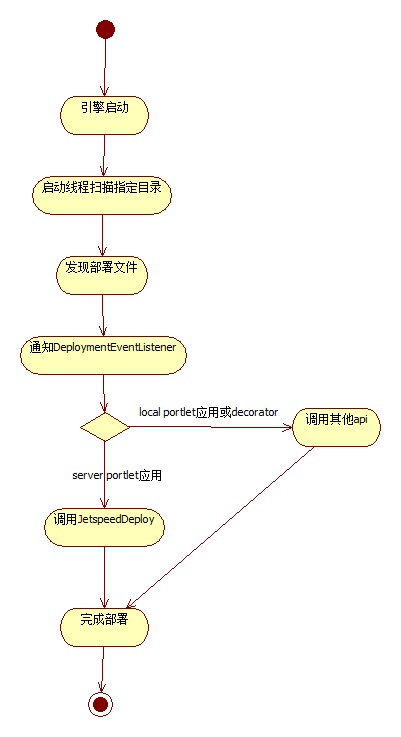 引擎启动
启动线程扫描指定目录
发现部署文件
通知DeploymentEventListener
local portlet应用或decorator
调用其他api
server portlet应用
调用JetspeedDeploy
完成部署